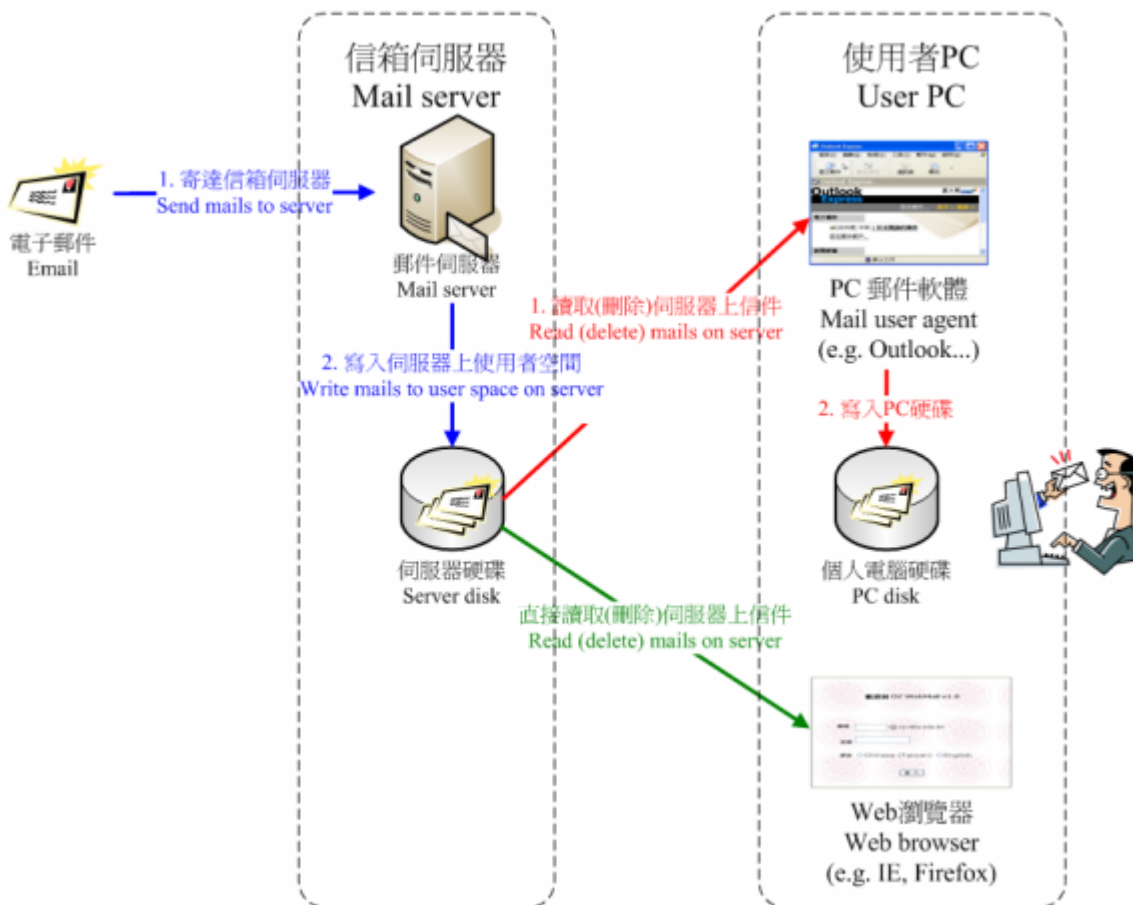 信箱伺服器
Mail server
使用者PC
User PC
1. 寄達信箱伺服器
Send mails to server
電子郵件
Email
郵件伺服器
Mail server
Outlook Express
Outlook
Express
PC 郵件軟體
Mail user agent
(e.g. Outlook...)
1. 讀取(刪除)伺服器上信件
Read (delete) mails on server
2. 寫入伺服器上使用者空間
Write mails to user space on server
2. 寫入PC硬碟
伺服器硬碟
Server disk
個人電腦硬碟
PC disk
直接讀取(刪除)伺服器上信件
Read (delete) mails on server
Web瀏覽器
Web browser
(e.g. IE, Firefox)